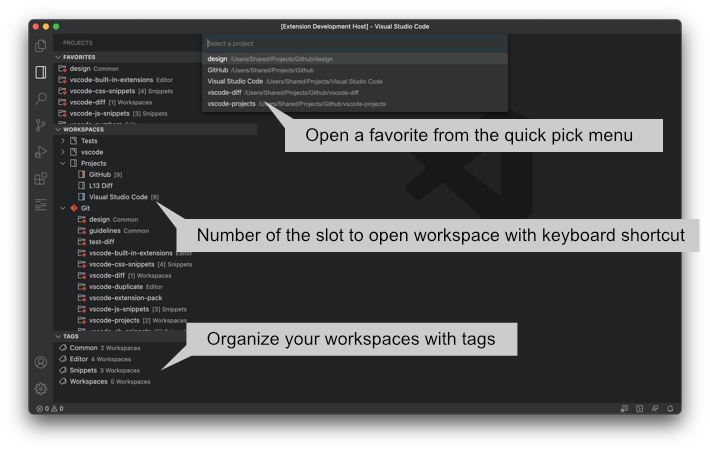 [Extension Development Host] - Visual Studio Code
PROJECTS
Select a project
design /Users/Shared/Projects/Github/design
GitHub /Users/Shared/Projects/Github
Visual Studio Code /Users/Shared/Projects/Visual Studio Code
vscode-diff /Users/Shared/Projects/Github/vscode-diff
vscode-projects /Users/Shared/Projects/Github/vscode-projects
Open a favorite from the quick pick menu
FAVORITES
design Common
vscode-built-in-extensions Editor
vscode-css-snippets [4] Snippets
vscode-diff [1] Workspaces
vscode-js-snippets [3] Snippets
WORKSPACES
Tests
vscode
Projects
GitHub [9]
L13 Diff
Visual Studio Code [8]
Number of the slot to open workspace with keyboard shortcut
Git
design Common
guidelines Common
test-diff
vscode-built-in-extensions Editor
vscode-css-snippets [4] Snippets
vscode-diff [1] Workspaces
vscode-duplicate Editor
vscode-extension-pack
vscode-js-snippets [3] Snippets
vscode-projects [2] Workspaces
TAGS
Common 2 Workspaces
Editor 4 Workspaces
Snippets 3 Workspaces
Workspaces 5 Workspaces
Organize your workspaces with tags
0 0